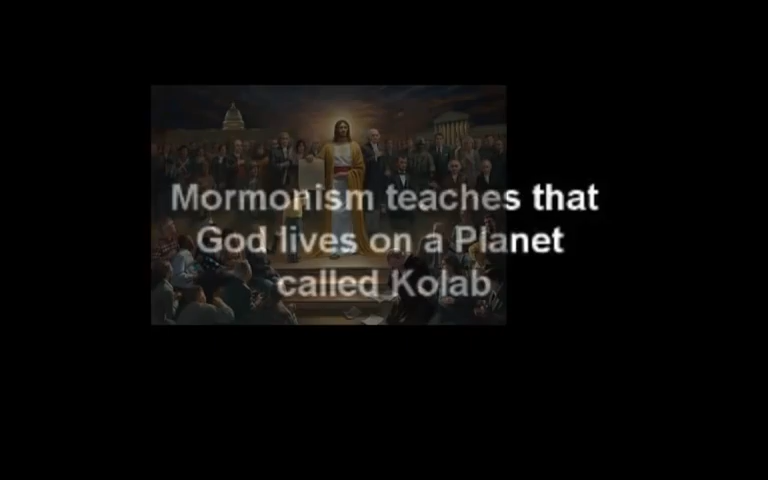 Mormonism teaches that
God lives on a Planet
called Kolab